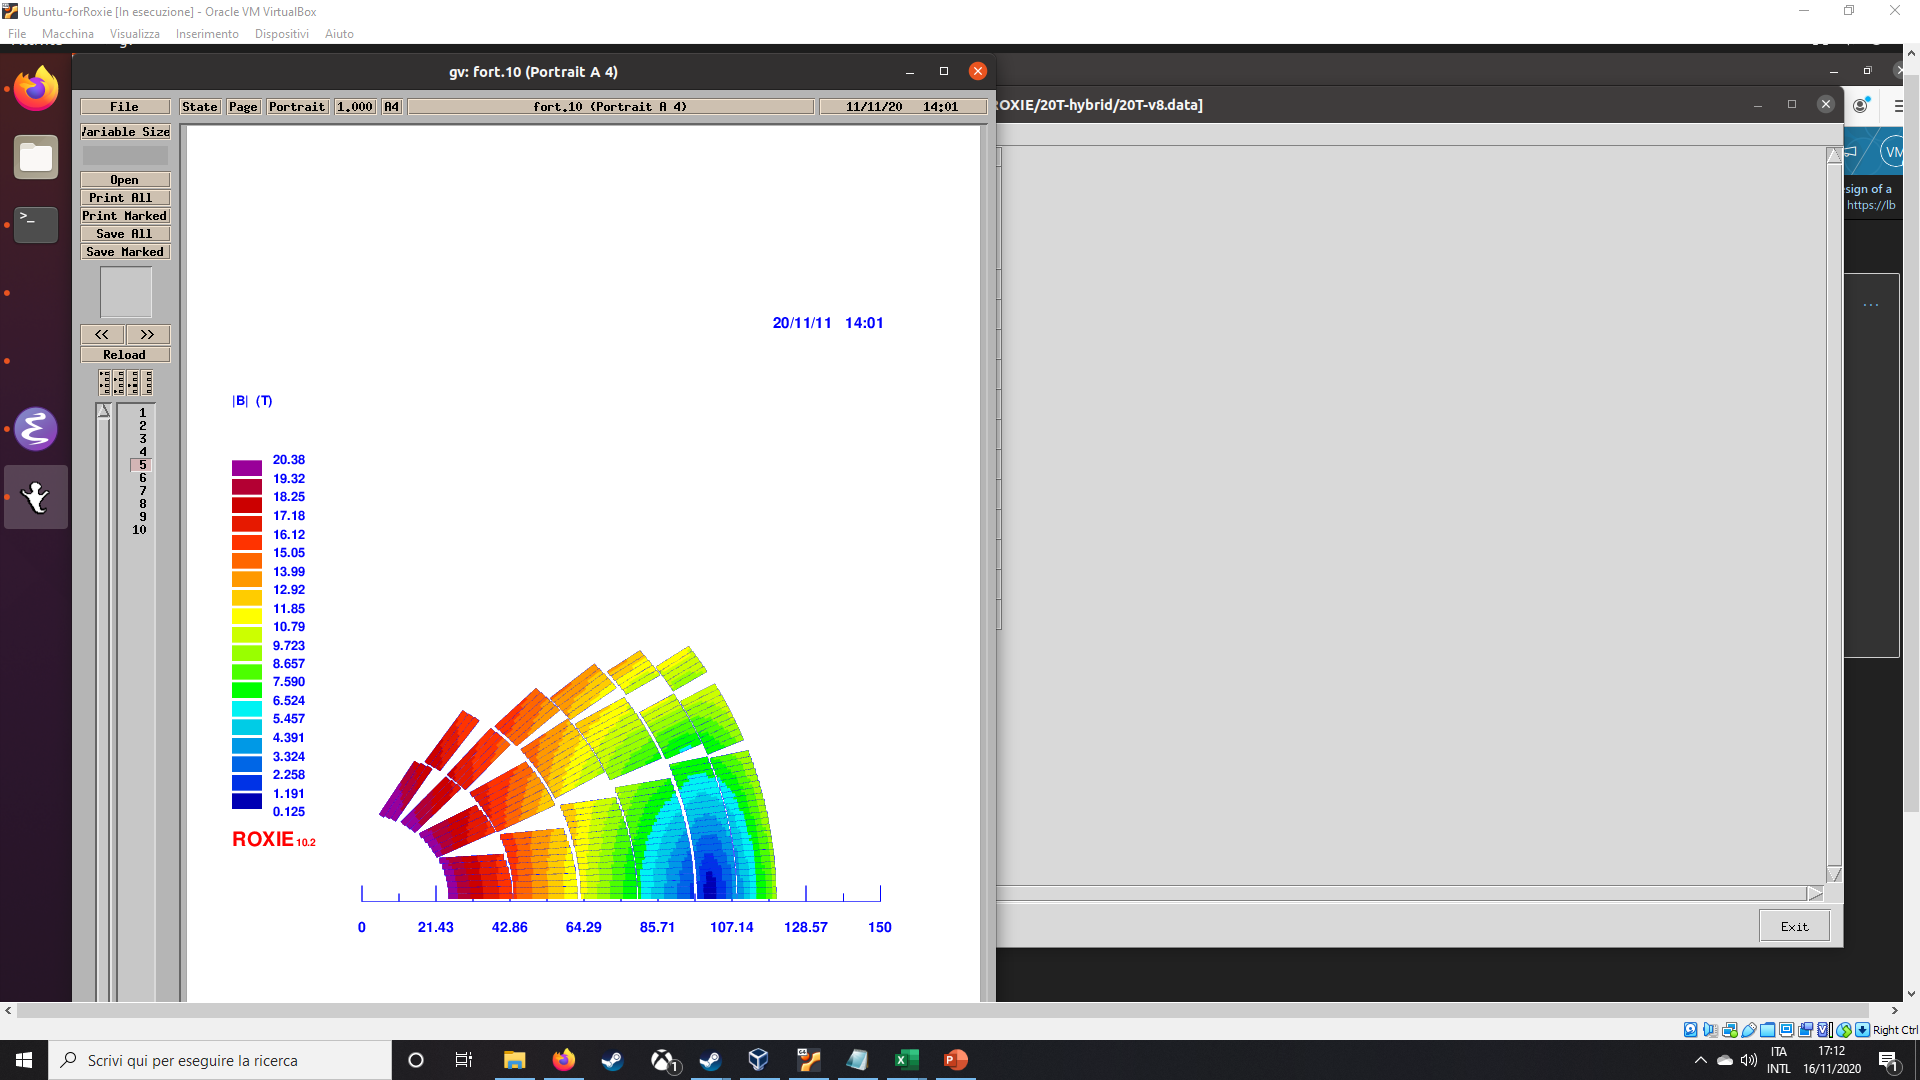 Ubuntu-forRoxie [In esecuzione] - Oracle VM VirtualBox
File Macchina Visualizza Inserimento Dispositivi Aiuto
gv: fort.10 (Portrait A 4)
File State Page Portrait 1.000 A4 fort.10 (Portrait A 4) 11/11/20 14:01
OXIE/20T-hybrid/20T-v8.data]
Variable Size
Open
Print All
Print Marked
Save All
Save Marked
<< >>
Reload
1
2
3
4
5
6
7
8
9
10
VM
sign of a
https://lb
...
20/11/11 14:01
|B| (T)
20.38
19.32
18.25
17.18
16.12
15.05
13.99
12.92
11.85
10.79
9.723
8.657
7.590
6.524
5.457
4.391
3.324
2.258
1.191
0.125
ROXIE 10.2
0 21.43 42.86 64.29 85.71 107.14 128.57 150
Exit
Right Ctrl
Scrivi qui per eseguire la ricerca
1
ITA
INTL
17:12
16/11/2020
1